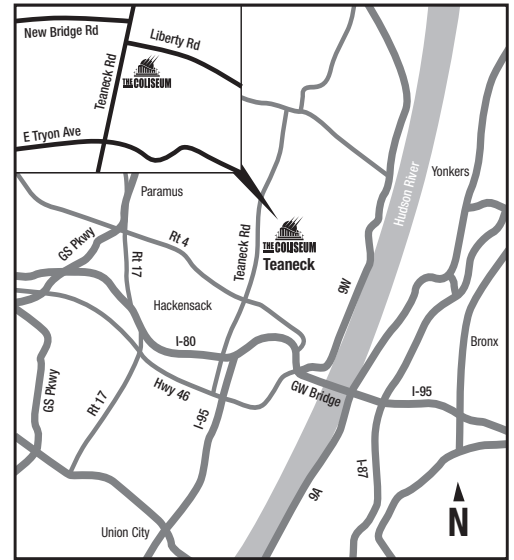 New Bridge Rd
Liberty Rd
Teaneck Rd
THE COLISEUM
E Tryon Ave
Paramus
GS Pkwy
Rt 4
Rt 17
Teaneck Rd
THE COLISEUM
Teaneck
Hudson River
Yonkers
9W
Hackensack
I-80
Hwy 46
GW Bridge
I-95
Bronx
GS Pkwy
Rt 17
I-95
9A
I-87
Union City
N